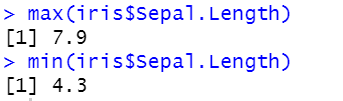 > max(iris$Sepal.Length)
[1] 7.9
> min(iris$Sepal.Length)
[1] 4.3